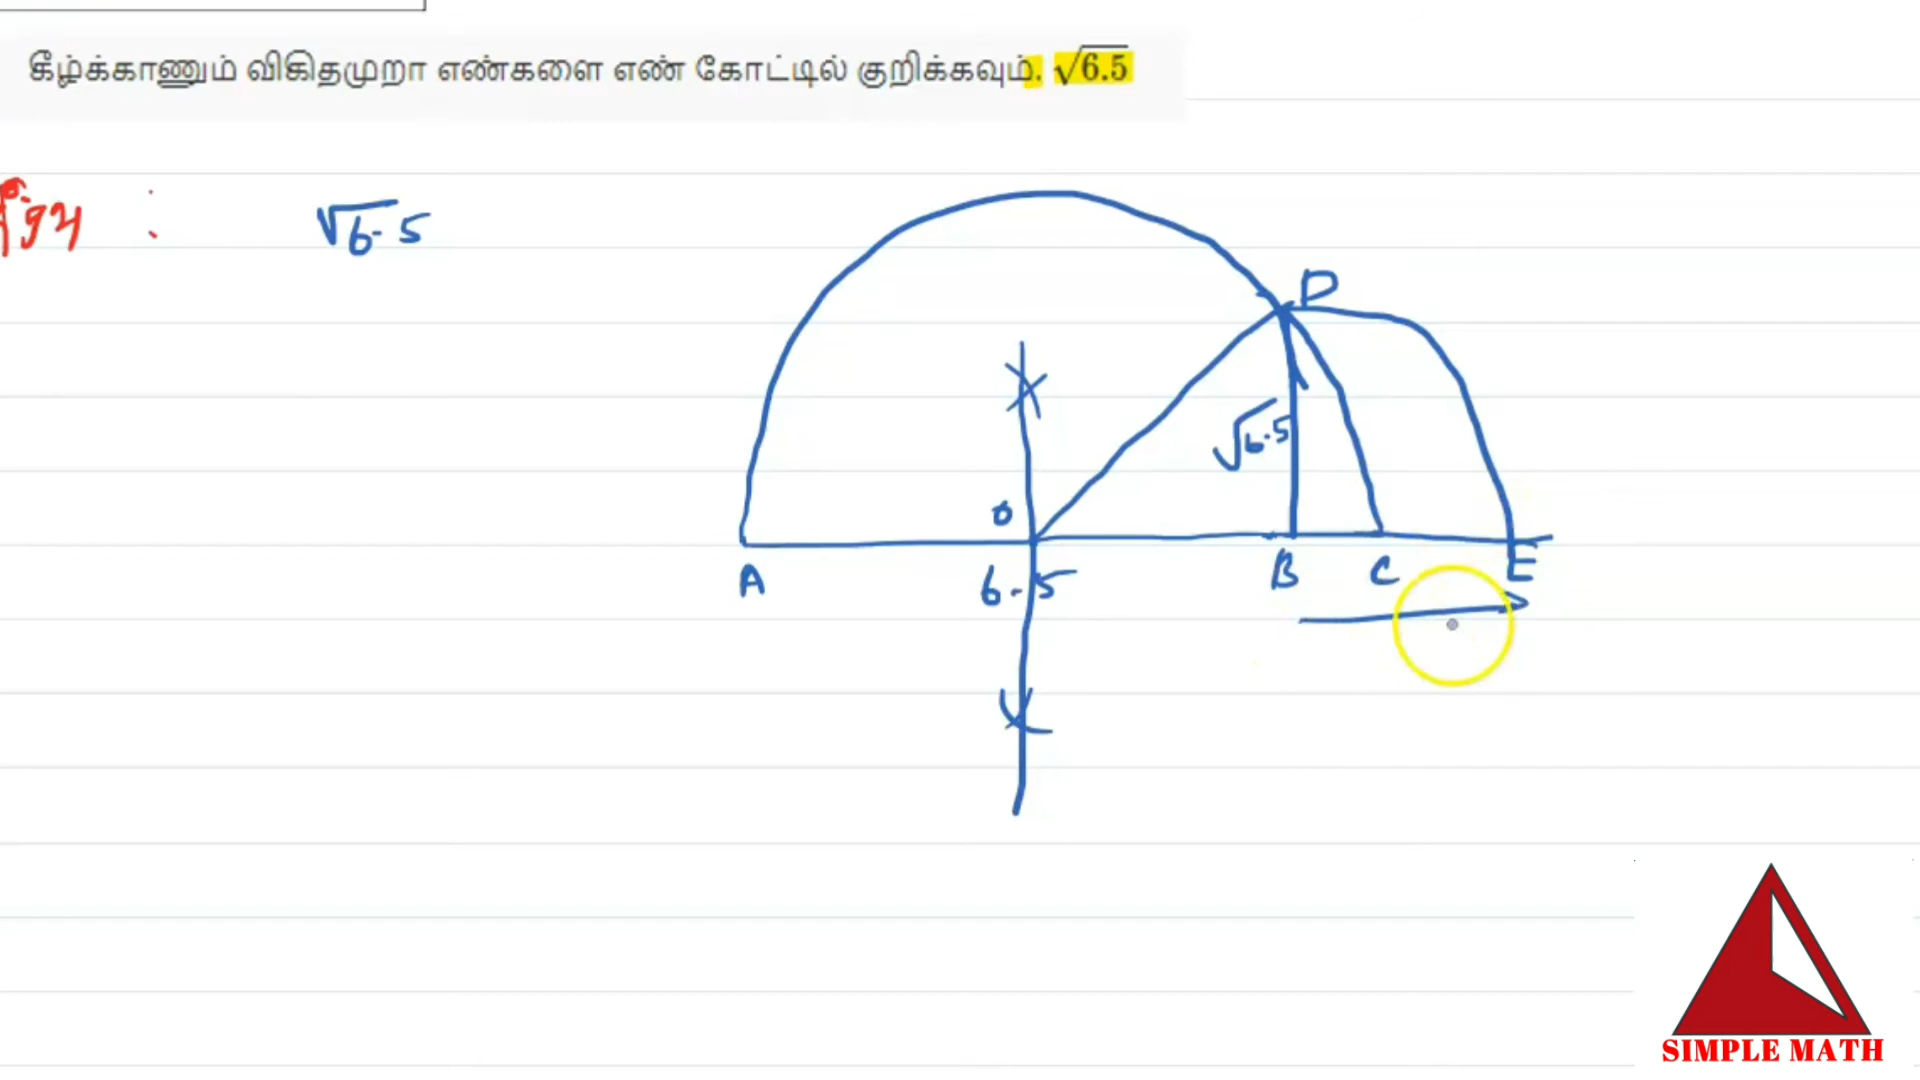 கீழ்க்காணும் விகிதமுறா எண்களை எண் கோட்டில் குறிக்கவும். √6.5
:
√6.5
D
√6.5
O
A
6.5
B
C
E
SIMPLE MATH